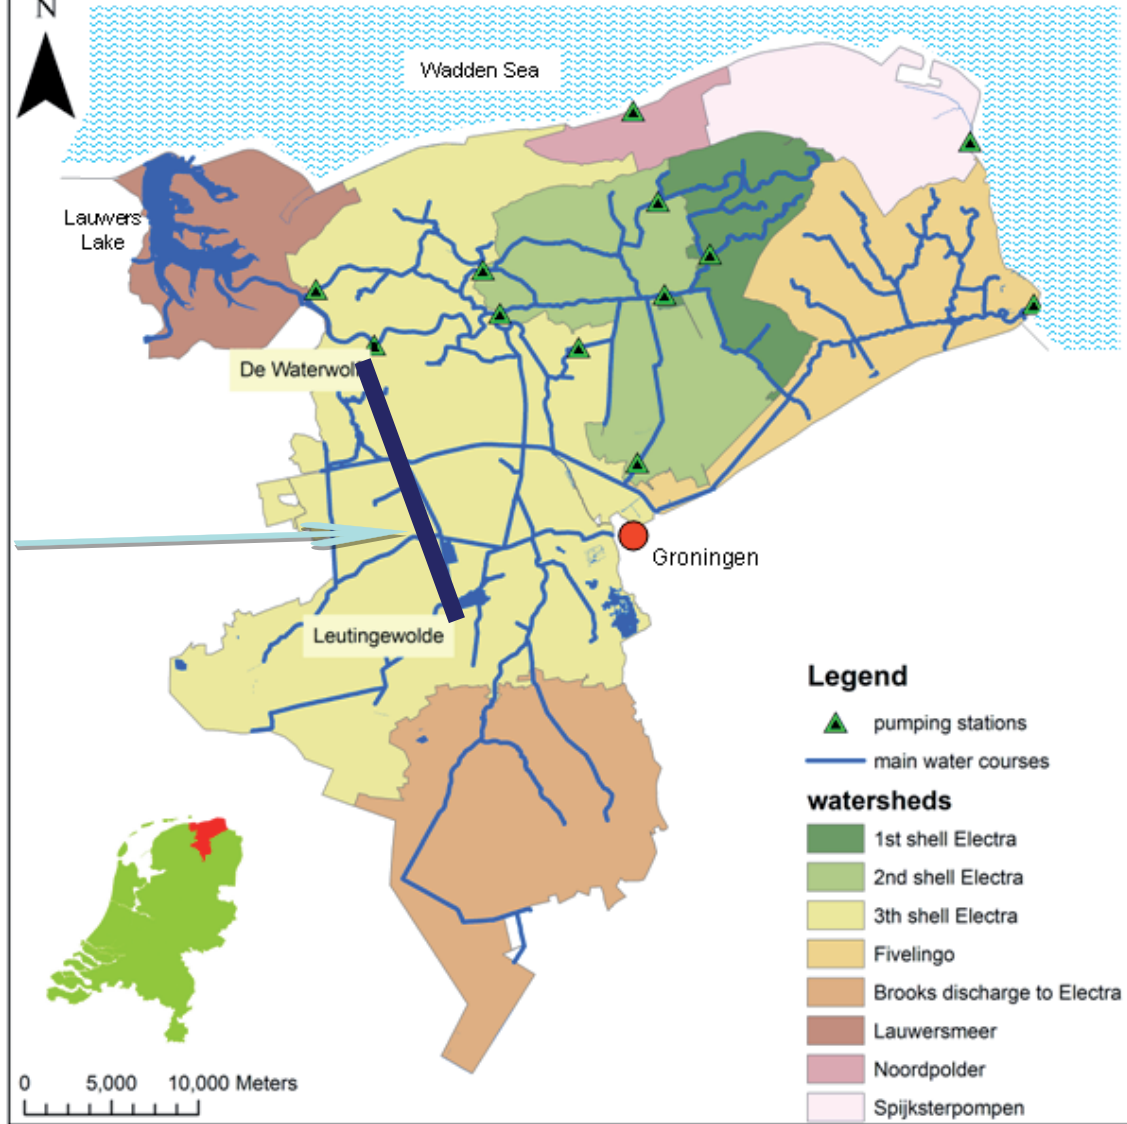 N
Wadden Sea
Lauwers
Lake
De Waterwol
Groningen
Leutingewolde
Legend
pumping stations
main water courses
watersheds
1st shell Electra
2nd shell Electra
3th shell Electra
Fivelingo
Brooks discharge to Electra
Lauwersmeer
Noordpolder
Spijksterpompen
0 5,000 10,000 Meters